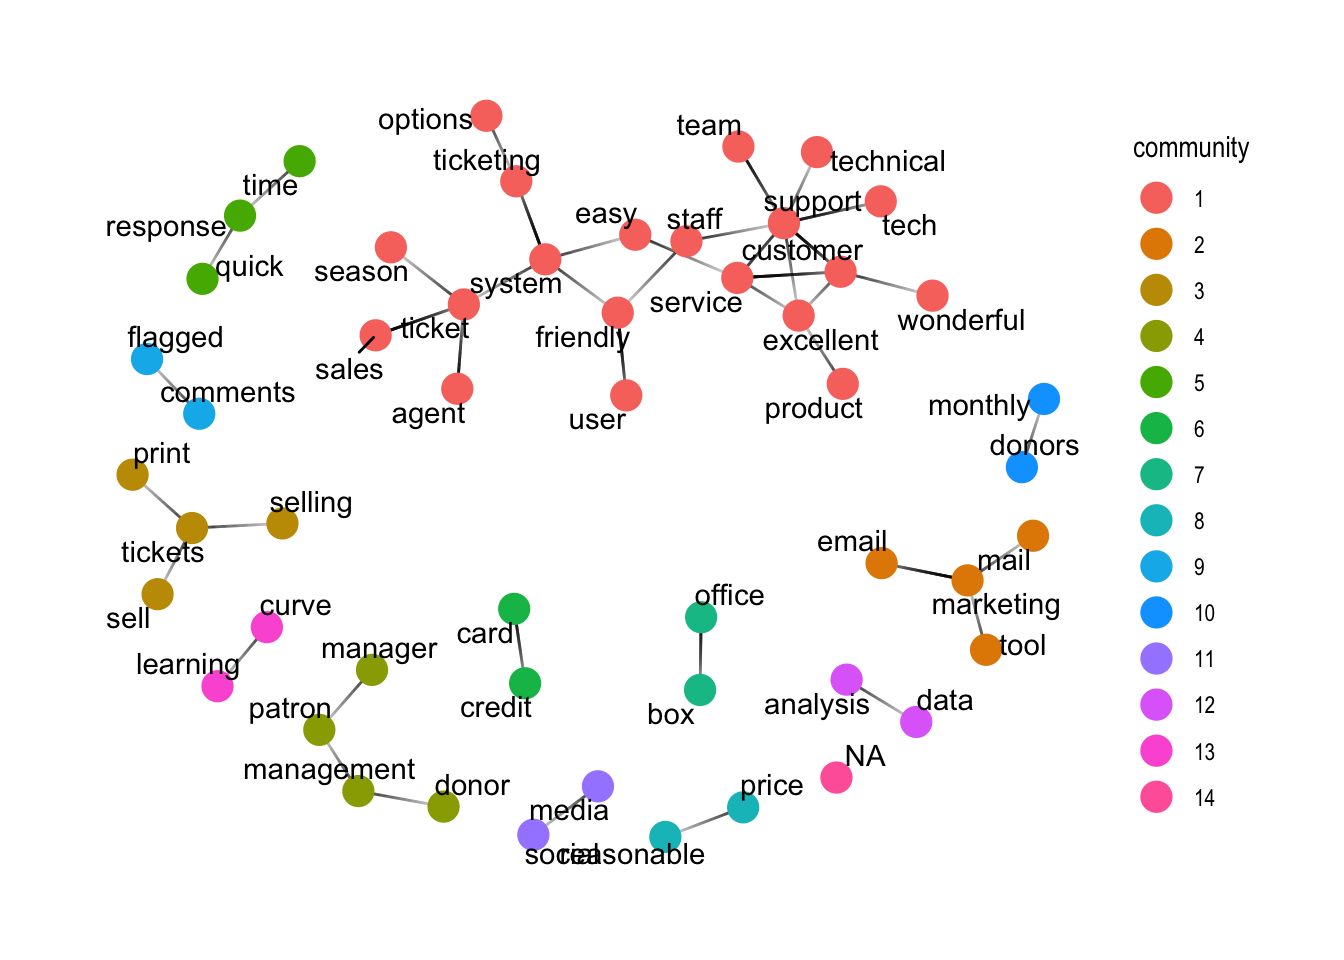 options
team
community
ticketing
technical
time
support
1
easy
staff
response
tech
2
customer
quick
season
system
3
service
wonderful
flagged
ticket
friendly
excellent
4
sales
comments
5
agent
user
product
monthly
donors
6
print
7
selling
8
tickets
email
mail
9
sell
curve
card
office
marketing
10
learning
manager
tool
11
patron
credit
box
analysis
data
12
management
donor
NA
13
media
price
14
social
reasonable